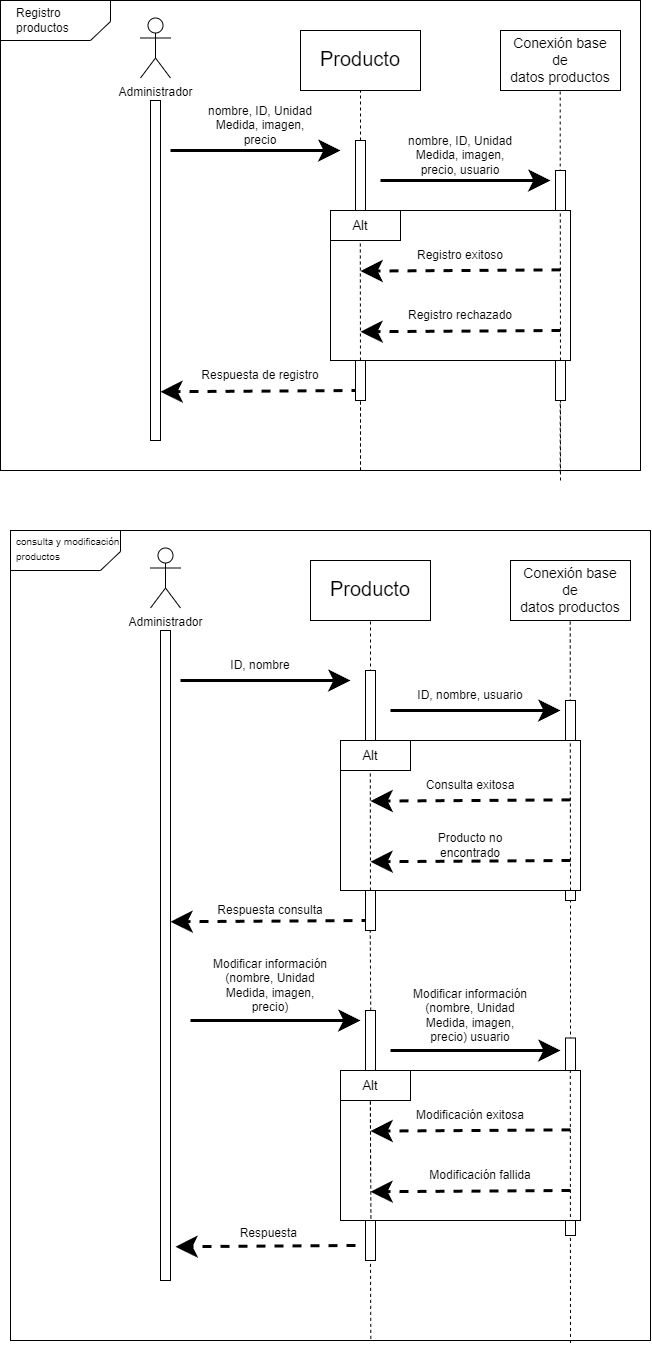 Registro
productos
Administrador
Producto
Conexión base
de
datos productos
nombre, ID, Unidad
Medida, imagen,
precio
nombre, ID, Unidad
Medida, imagen,
precio, usuario
Alt
Registro exitoso
Registro rechazado
Respuesta de registro
consulta y modificación
productos
Administrador
Producto
Conexión base
de
datos productos
ID, nombre
ID, nombre, usuario
Alt
Consulta exitosa
Producto no
encontrado
Respuesta consulta
Modificar información
(nombre, Unidad
Medida, imagen,
precio)
Modificar información
(nombre, Unidad
Medida, imagen,
precio) usuario
Alt
Modificación exitosa
Modificación fallida
Respuesta